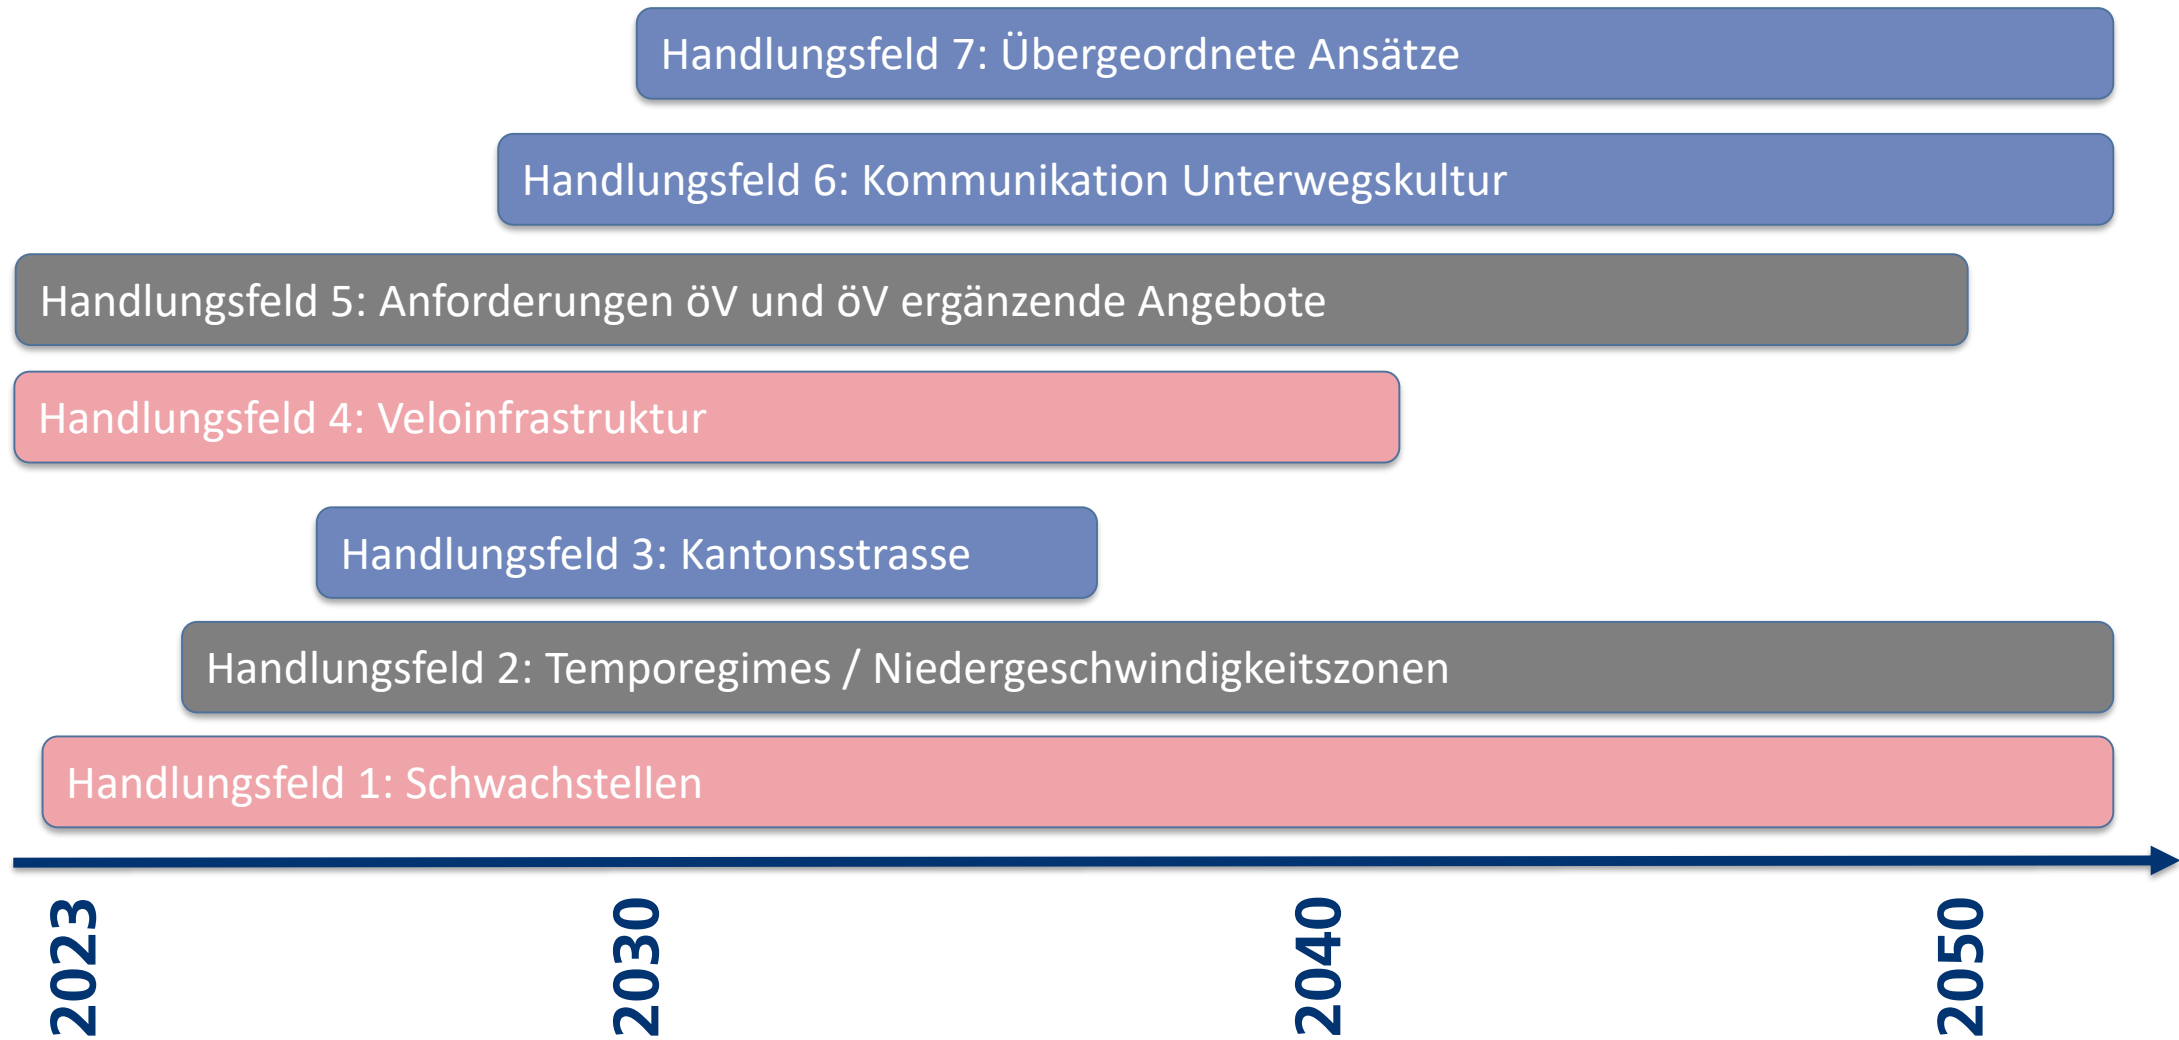 Handlungsfeld 7: Übergeordnete Ansätze
Handlungsfeld 6: Kommunikation Unterwegskultur
Handlungsfeld 5: Anforderungen öV und öV ergänzende Angebote
Handlungsfeld 4: Veloinfrastruktur
Handlungsfeld 3: Kantonsstrasse
Handlungsfeld 2: Temporegimes / Niedergeschwindigkeitszonen
Handlungsfeld 1: Schwachstellen
2023
2030
2040
2050